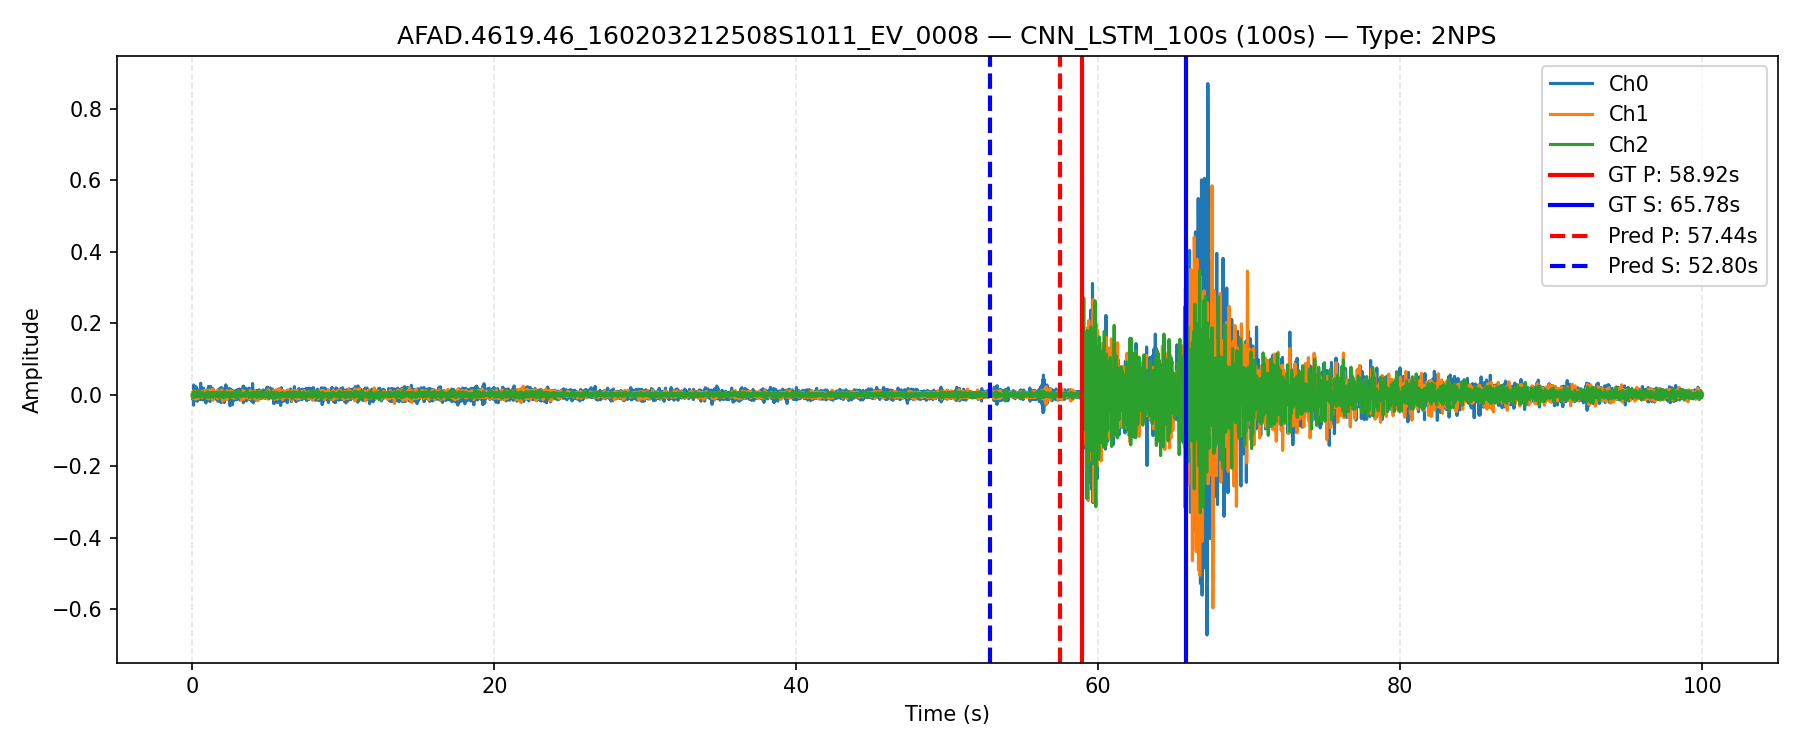 AFAD.4619.46_160203212508S1011_EV_0008 — CNN_LSTM_100s (100s) — Type: 2NPS
Ch0
Ch1
Ch2
GT P: 58.92s
GT S: 65.78s
Pred P: 57.44s
Pred S: 52.80s
Amplitude
0.8
0.6
0.4
0.2
0.0
−0.2
−0.4
−0.6
0
20
40
60
80
100
Time (s)